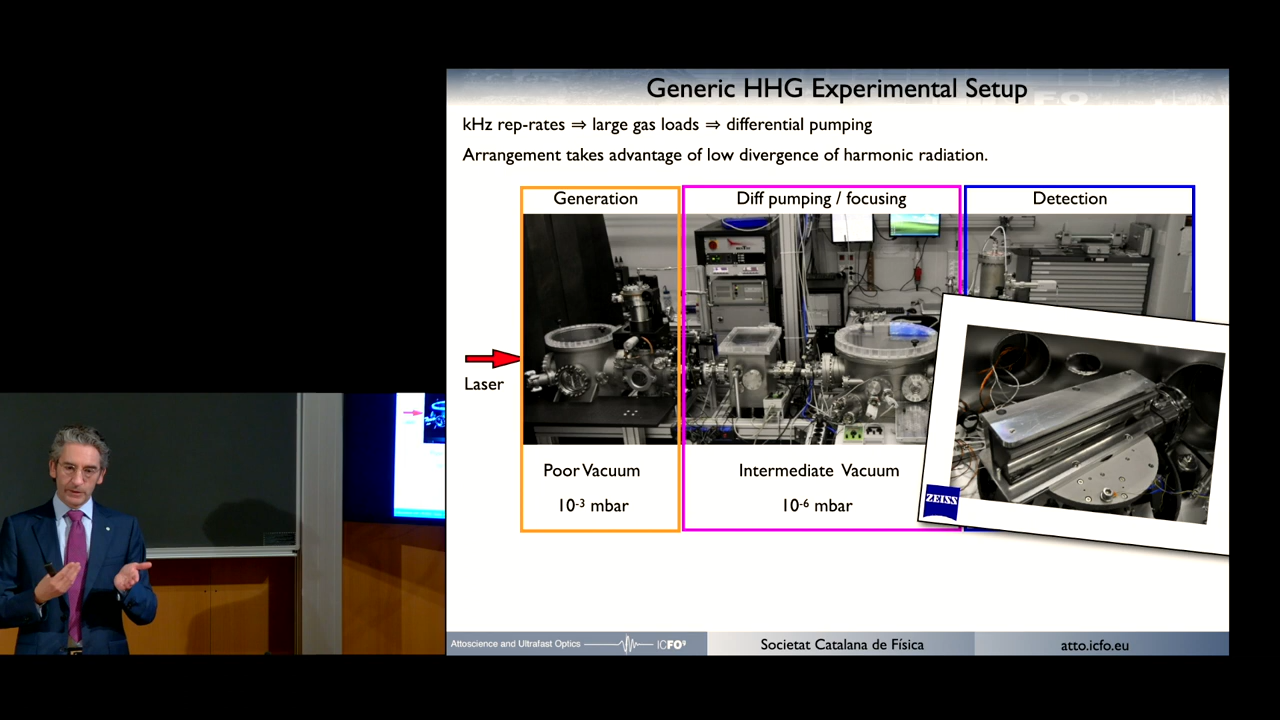 Generic HHG Experimental Setup
kHz rep-rates ⇒ large gas loads ⇒ differential pumping
Arrangement takes advantage of low divergence of harmonic radiation.
Generation
Diff pumping / focusing
Detection
Laser
Poor Vacuum
10-3 mbar
Intermediate Vacuum
10-6 mbar
ZEISS
Attoscience and Ultrafast Optics
ICFO
Societat Catalana de Física
atto.icfo.eu